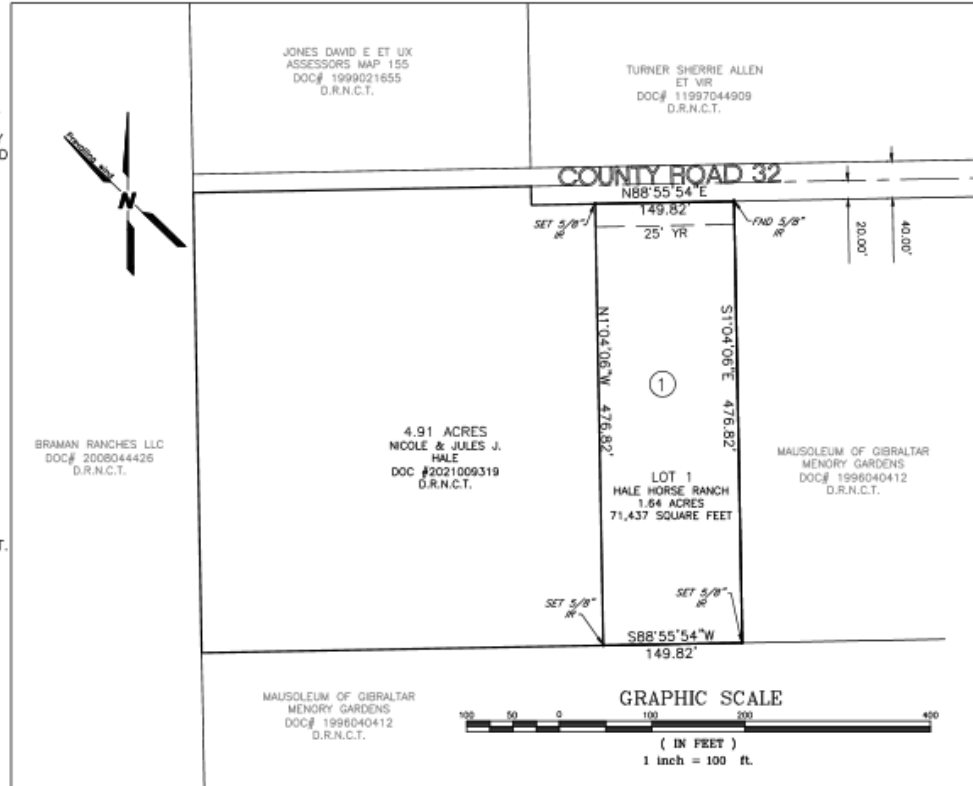 JONES DAVID E ET UX
ASSESSORS MAP 155
DOC# 1999021655
D.R.N.C.T.
TURNER SHERRIE ALLEN
ET VIR
DOC# 11997044909
D.R.N.C.T.
Y
D
Prevailing wind
N
COUNTY ROAD 32
N88°55'54"E
149.82'
25' YR
SET 5/8"
IR
FND 5/8"
IR
20.00'
40.00'
N1°04'06"W 476.82'
S1°04'06"E 476.82'
1
BRAMAN RANCHES LLC
DOC# 2008044426
D.R.N.C.T.
4.91 ACRES
NICOLE & JULES J.
HALE
DOC #2021009319
D.R.N.C.T.
LOT 1
HALE HORSE RANCH
1.64 ACRES
71,437 SQUARE FEET
MAUSOLEUM OF GIBRALTAR
MENORY GARDENS
DOC# 1996040412
D.R.N.C.T.
T.
SET 5/8"
IR
SET 5/8"
IR
S88°55'54"W
149.82'
MAUSOLEUM OF GIBRALTAR
MENORY GARDENS
DOC# 1996040412
D.R.N.C.T.
GRAPHIC SCALE
100 50 0 100 200 400
( IN FEET )
1 inch = 100 ft.